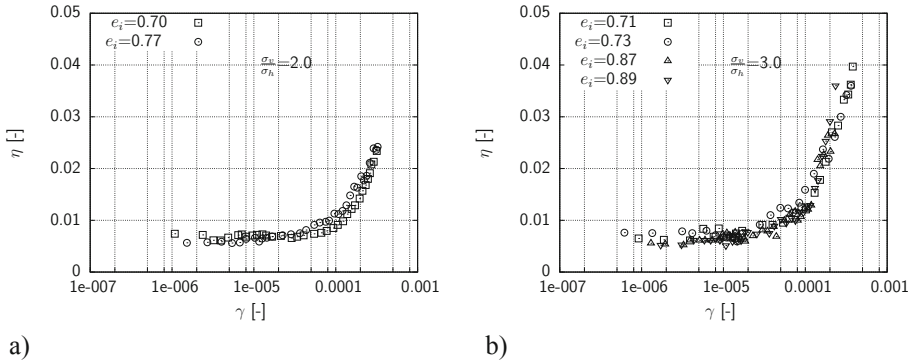 e_i=0.70
e_i=0.77
σ_v/σ_h=2.0
0.05
0.04
0.03
0.02
0.01
0
η [-]
1e-007
1e-006
1e-005
0.0001
0.001
γ [-]
a)
e_i=0.71
e_i=0.73
e_i=0.87
e_i=0.89
σ_v/σ_h=3.0
0.05
0.04
0.03
0.02
0.01
0
η [-]
1e-007
1e-006
1e-005
0.0001
0.001
γ [-]
b)